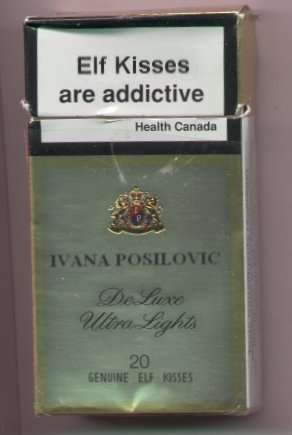 Elf Kisses
are addictive
Health Canada
IVANA POSILOVIC
De Luxe
Ultra Lights
20
GENUINE · ELF · KISSES